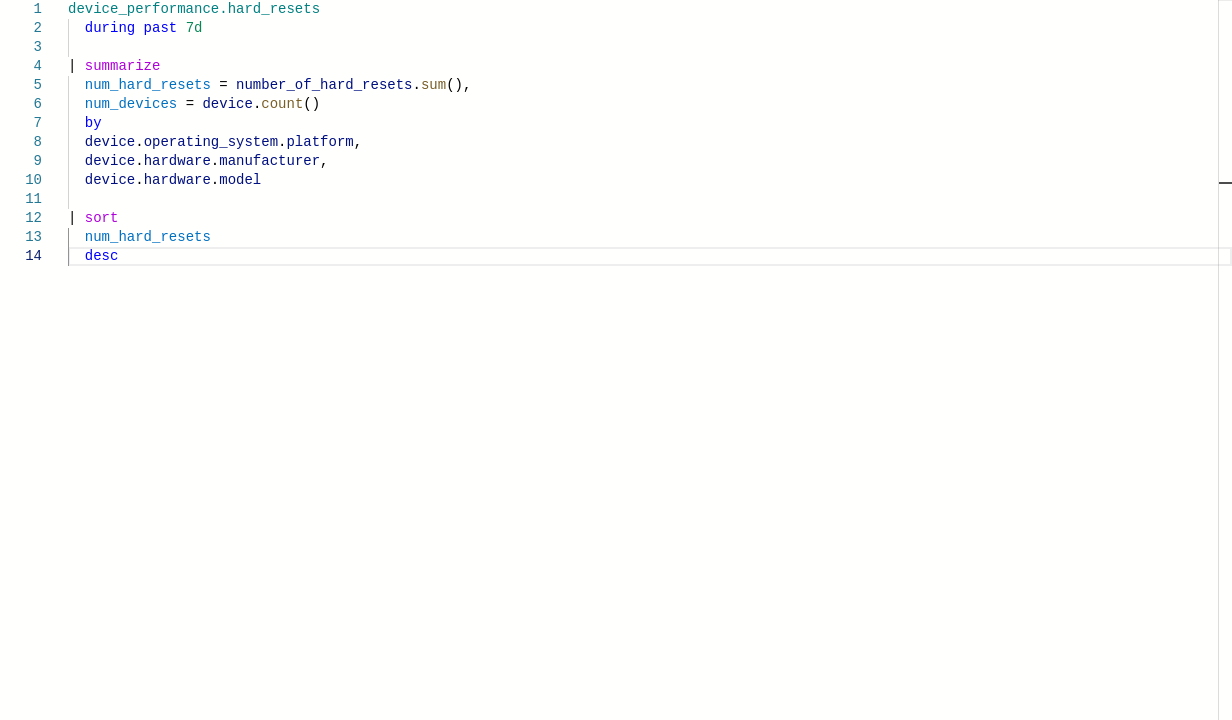 1 device_performance.hard_resets
2   during past 7d
3
4 | summarize
5   num_hard_resets = number_of_hard_resets.sum(),
6   num_devices = device.count()
7   by
8   device.operating_system.platform,
9   device.hardware.manufacturer,
10   device.hardware.model
11
12 | sort
13   num_hard_resets
14   desc